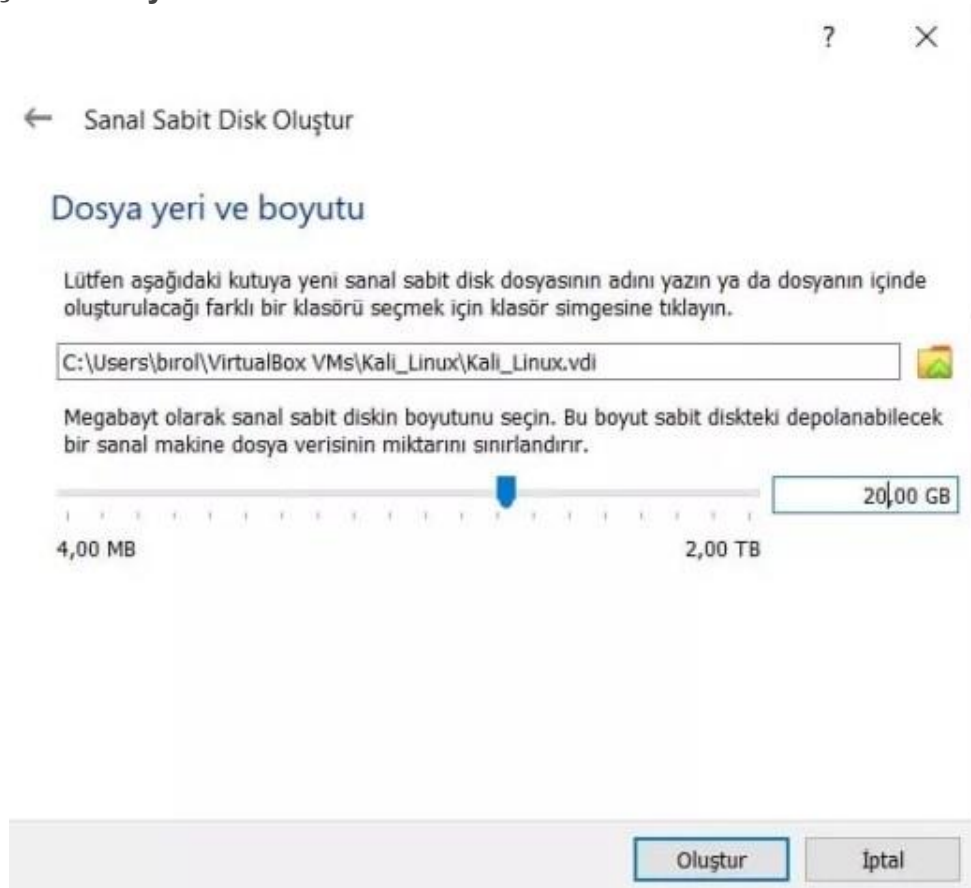 ?
Sanal Sabit Disk Oluştur
Dosya yeri ve boyutu
Lütfen aşağıdaki kutuya yeni sanal sabit disk dosyasının adını yazın ya da dosyanın içinde
oluşturulacağı farklı bir klasörü seçmek için klasör simgesine tıklayın.
C:\Users\bırol\VirtualBox VMs\Kali_Linux\Kali_Linux.vdi
Megabayt olarak sanal sabit diskin boyutunu seçin. Bu boyut sabit diskteki depolanabilecek
bir sanal makine dosya verisinin miktarını sınırlandırır.
20,00 GB
4,00 MB 2,00 TB
Oluştur İptal